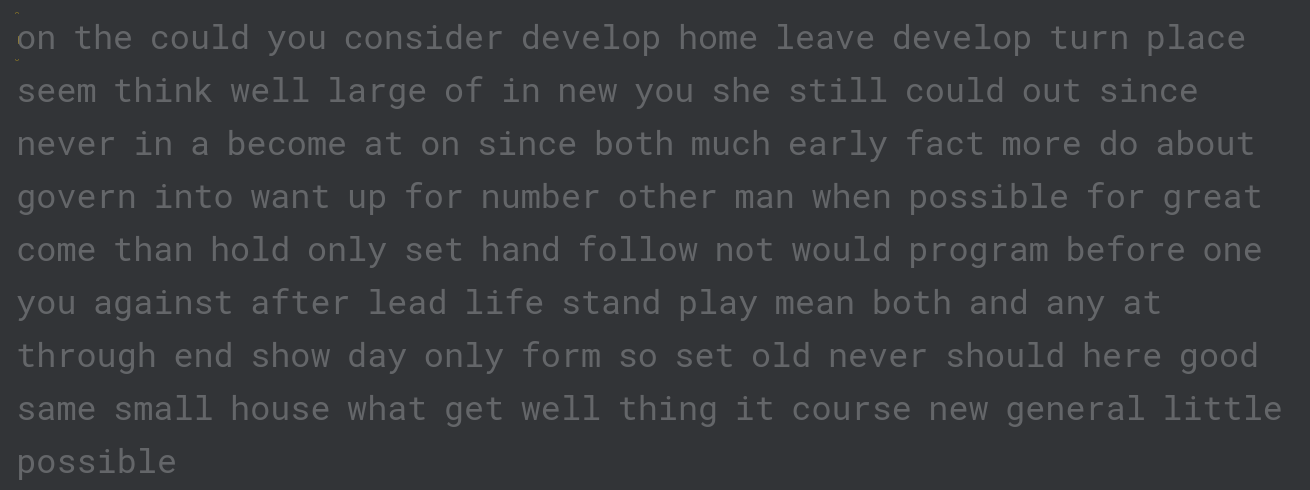 on the could you consider develop home leave develop turn place
seem think well large of in new you she still could out since
never in a become at on since both much early fact more do about
govern into want up for number other man when possible for great
come than hold only set hand follow not would program before one
you against after lead life stand play mean both and any at
through end show day only form so set old never should here good
same small house what get well thing it course new general little
possible